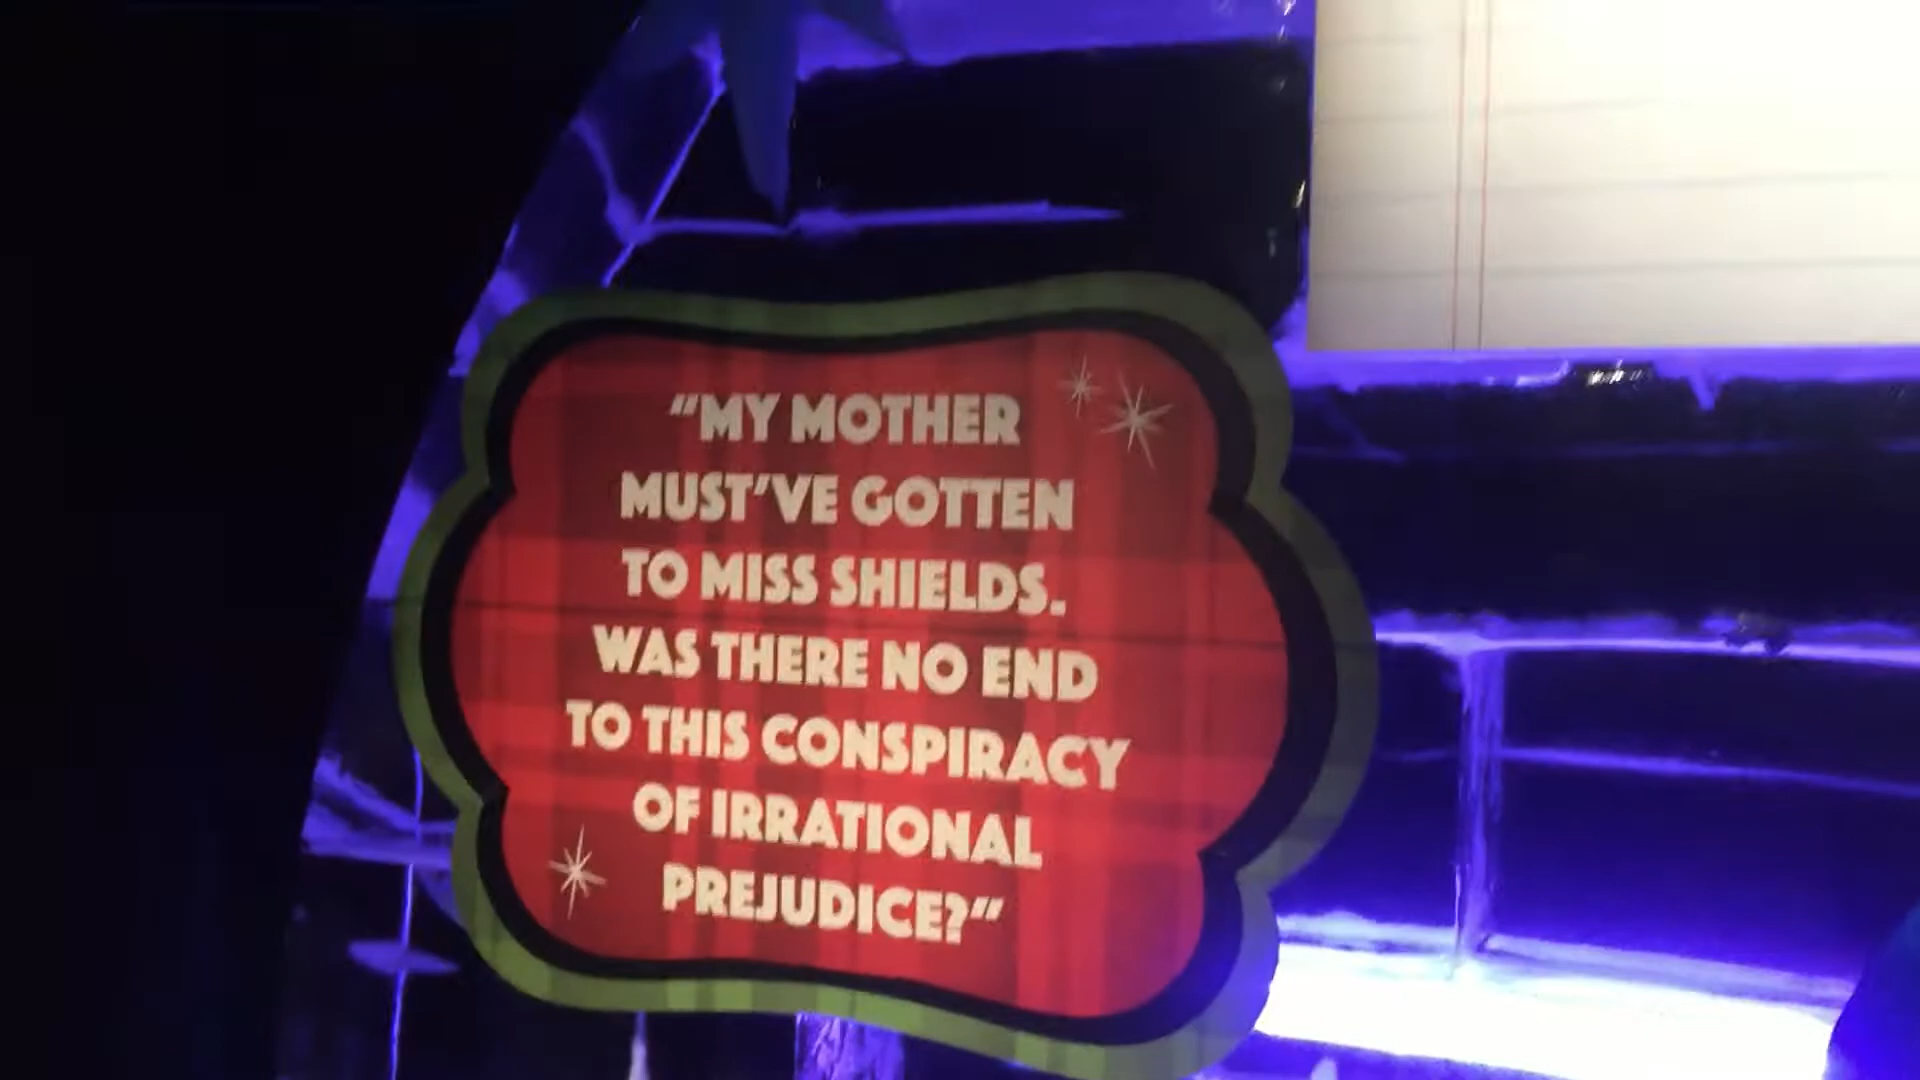 "MY MOTHER
MUST'VE GOTTEN
TO MISS SHIELDS.
WAS THERE NO END
TO THIS CONSPIRACY
OF IRRATIONAL
PREJUDICE?"